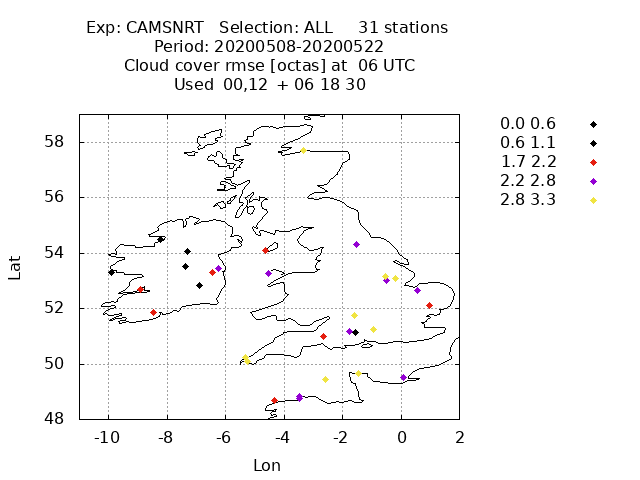 Exp: CAMSNRT   Selection: ALL     31 stations
Period: 20200508-20200522
Cloud cover rmse [octas] at  06 UTC
Used  00,12  + 06 18 30
0.0 0.6
0.6 1.1
1.7 2.2
2.2 2.8
2.8 3.3
58
56
54
52
50
48
Lat
-10 -8 -6 -4 -2 0 2
Lon